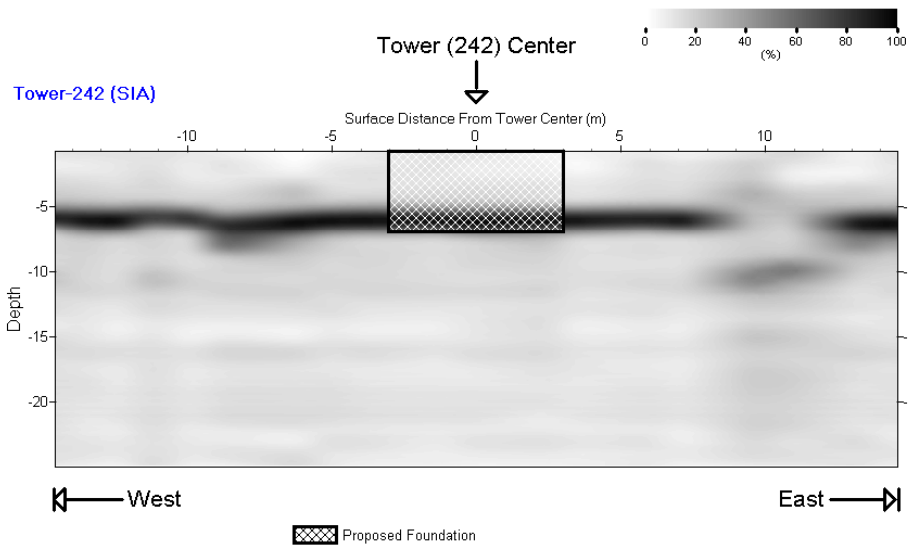 0 20 40 60 80 100
(%)
Tower (242) Center
Tower-242 (SIA)
Surface Distance From Tower Center (m)
-10 -5 0 5 10
-5
-10
-15
-20
Depth
West East
Proposed Foundation